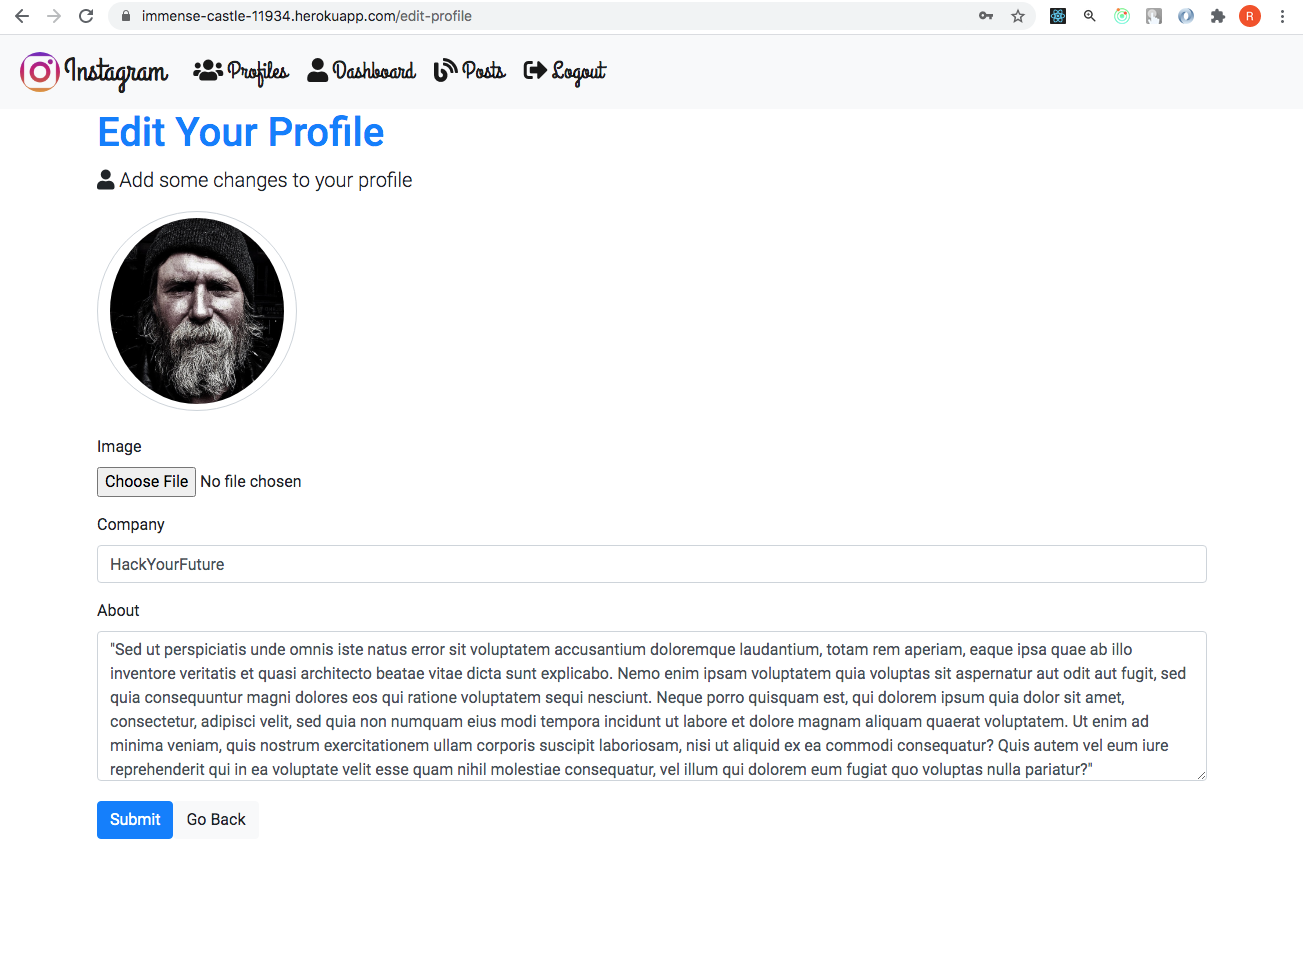 immense-castle-11934.herokuapp.com/edit-profile
R
Instagram Profiles Dashboard Posts Logout
Edit Your Profile
Add some changes to your profile
Image
Choose File No file chosen
Company
HackYourFuture
About
"Sed ut perspiciatis unde omnis iste natus error sit voluptatem accusantium doloremque laudantium, totam rem aperiam, eaque ipsa quae ab illo
inventore veritatis et quasi architecto beatae vitae dicta sunt explicabo. Nemo enim ipsam voluptatem quia voluptas sit aspernatur aut odit aut fugit, sed
quia consequuntur magni dolores eos qui ratione voluptatem sequi nesciunt. Neque porro quisquam est, qui dolorem ipsum quia dolor sit amet,
consectetur, adipisci velit, sed quia non numquam eius modi tempora incidunt ut labore et dolore magnam aliquam quaerat voluptatem. Ut enim ad
minima veniam, quis nostrum exercitationem ullam corporis suscipit laboriosam, nisi ut aliquid ex ea commodi consequatur? Quis autem vel eum iure
reprehenderit qui in ea voluptate velit esse quam nihil molestiae consequatur, vel illum qui dolorem eum fugiat quo voluptas nulla pariatur?"
Submit Go Back